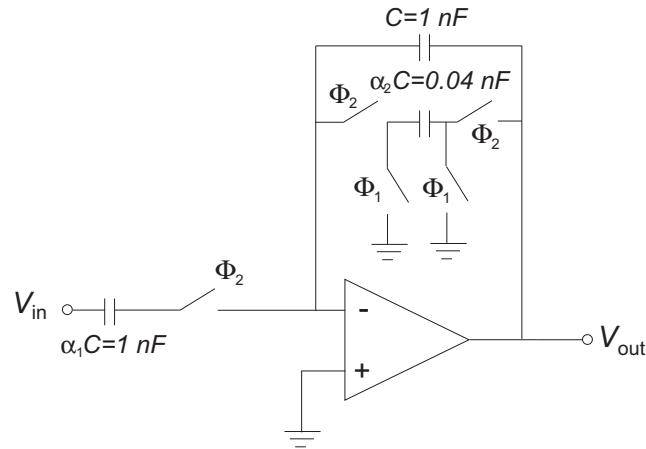 C=1 nF
α₂C=0.04 nF
Φ₂
Φ₂
Φ₁
Φ₁
Φ₂
Vin
α₁C=1 nF
-
+
Vout